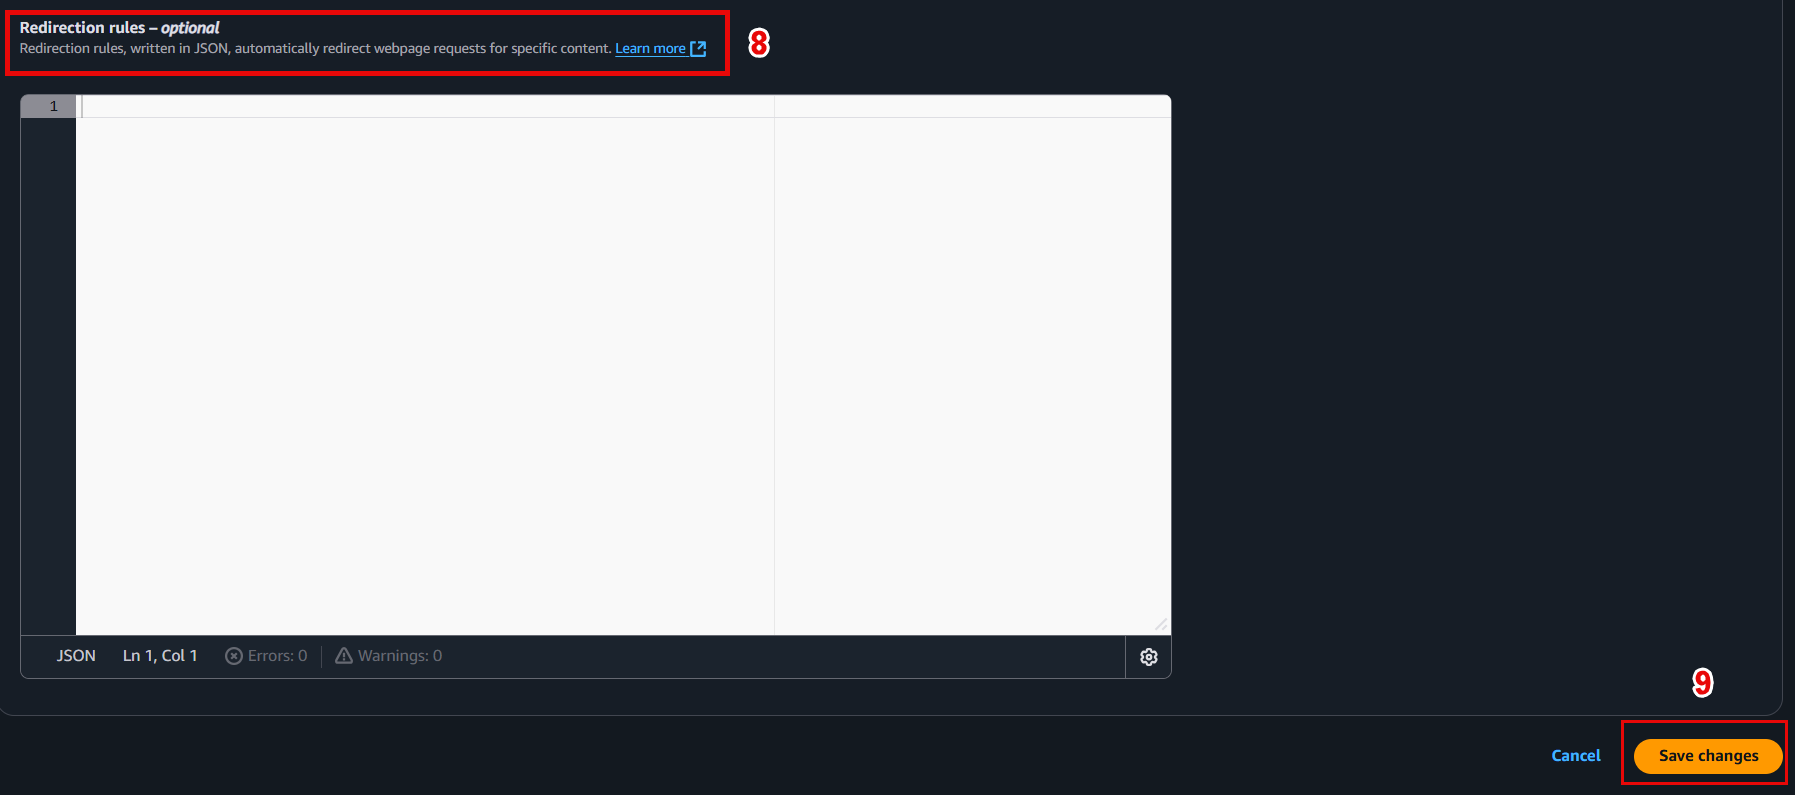 Redirection rules – optional
Redirection rules, written in JSON, automatically redirect webpage requests for specific content. Learn more
8
1
JSON Ln 1, Col 1 Errors: 0 Warnings: 0
9
Cancel Save changes